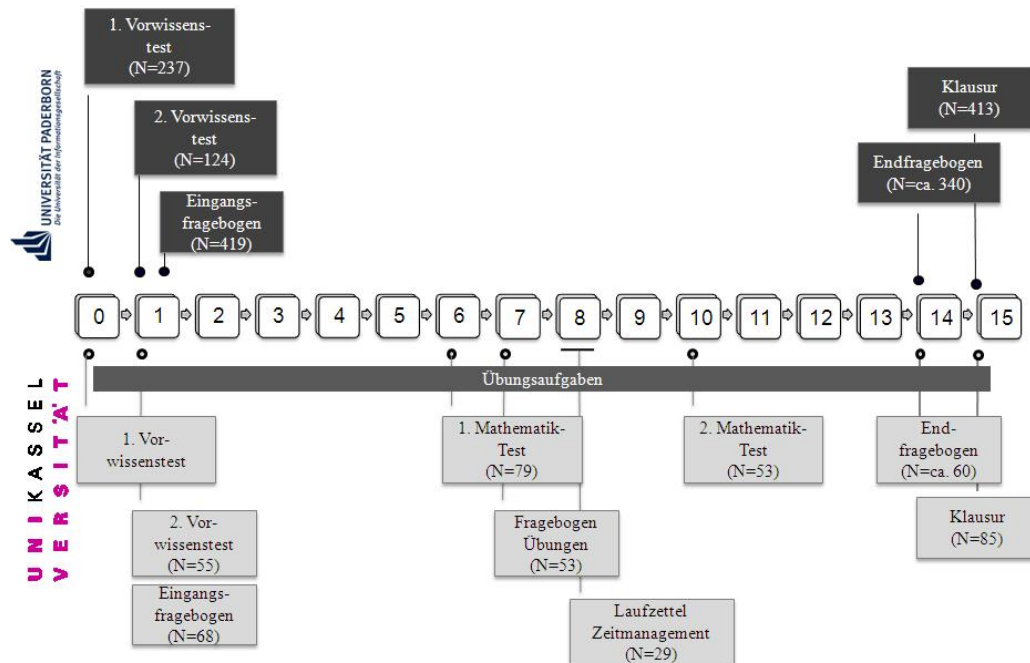 1. Vorwissens-
test
(N=237)
2. Vorwissens-
test
(N=124)
Eingangs-
fragebogen
(N=419)
UNIVERSITÄT PADERBORN
Die Universität der Informationsgesellschaft
Klausur
(N=413)
Endfragebogen
(N=ca. 340)
0 1 2 3 4 5 6 7 8 9 10 11 12 13 14 15
Übungsaufgaben
UNIKASSEL
VERSITÄT
1. Vor-
wissenstest
2. Vor-
wissenstest
(N=55)
Eingangs-
fragebogen
(N=68)
1. Mathematik-
Test
(N=79)
Fragebogen
Übungen
(N=53)
Laufzettel
Zeitmanagement
(N=29)
2. Mathematik-
Test
(N=53)
End-
fragebogen
(N=ca. 60)
Klausur
(N=85)